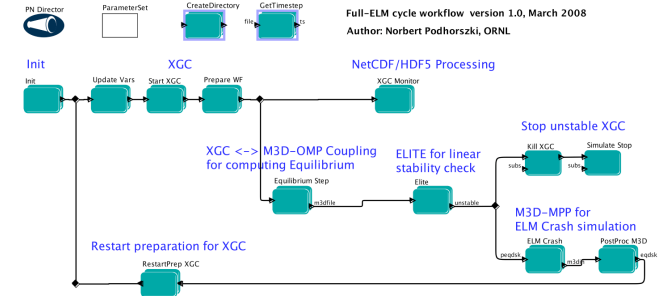 PN Director
ParameterSet
CreateDirectory
GetTimestep
file
ts
Full-ELM cycle workflow version 1.0, March 2008
Author: Norbert Podhorszki, ORNL
Init
XGC
NetCDF/HDF5 Processing
Init
Update Vars
Start XGC
Prepare WF
XGC Monitor
XGC <-> M3D-OMP Coupling
for computing Equilibrium
ELITE for linear
stability check
Stop unstable XGC
Kill XGC
Simulate Stop
subs
subs
Equilibrium Step
m3dfile
Elite
unstable
M3D-MPP for
ELM Crash simulation
ELM Crash
PostProc M3D
peqdsk
eqdsk
Restart preparation for XGC
RestartPrep XGC